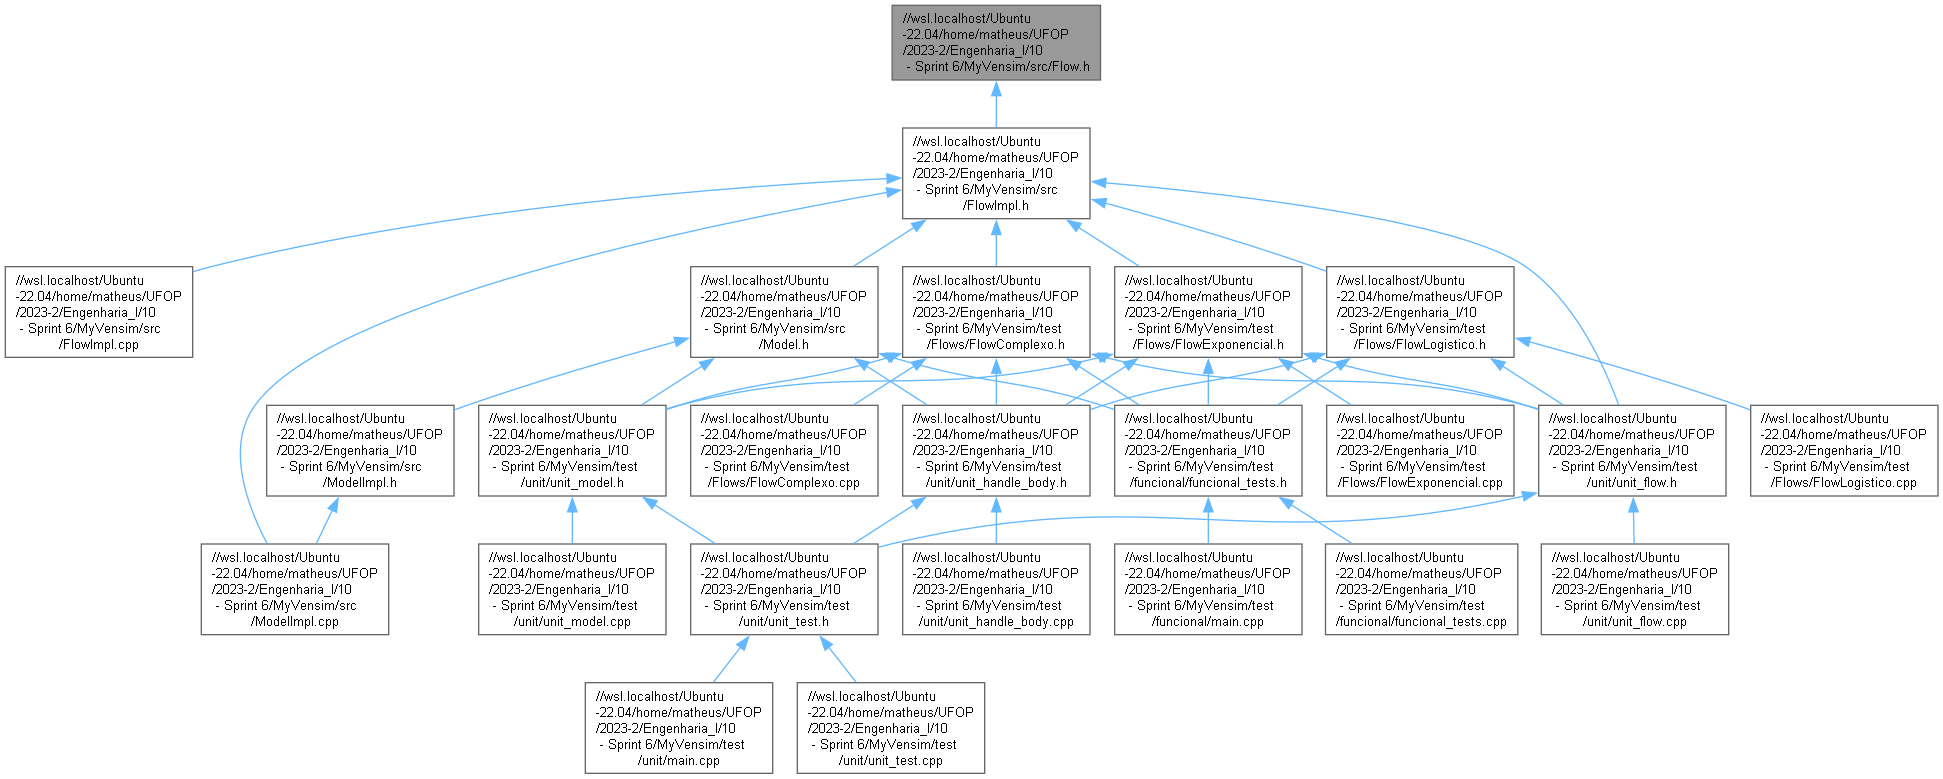 //wsl.localhost/Ubuntu
-22.04/home/matheus/UFOP
/2023-2/Engenharia_I/10
- Sprint 6/MyVensim/src/Flow.h
//wsl.localhost/Ubuntu
-22.04/home/matheus/UFOP
/2023-2/Engenharia_I/10
- Sprint 6/MyVensim/src
/FlowImpl.h
//wsl.localhost/Ubuntu
-22.04/home/matheus/UFOP
/2023-2/Engenharia_I/10
- Sprint 6/MyVensim/src
/FlowImpl.cpp
//wsl.localhost/Ubuntu
-22.04/home/matheus/UFOP
/2023-2/Engenharia_I/10
- Sprint 6/MyVensim/src
/Model.h
//wsl.localhost/Ubuntu
-22.04/home/matheus/UFOP
/2023-2/Engenharia_I/10
- Sprint 6/MyVensim/test
/Flows/FlowComplexo.h
//wsl.localhost/Ubuntu
-22.04/home/matheus/UFOP
/2023-2/Engenharia_I/10
- Sprint 6/MyVensim/test
/Flows/FlowExponencial.h
//wsl.localhost/Ubuntu
-22.04/home/matheus/UFOP
/2023-2/Engenharia_I/10
- Sprint 6/MyVensim/test
/Flows/FlowLogistico.h
//wsl.localhost/Ubuntu
-22.04/home/matheus/UFOP
/2023-2/Engenharia_I/10
- Sprint 6/MyVensim/src
/ModelImpl.h
//wsl.localhost/Ubuntu
-22.04/home/matheus/UFOP
/2023-2/Engenharia_I/10
- Sprint 6/MyVensim/test
/unit/unit_model.h
//wsl.localhost/Ubuntu
-22.04/home/matheus/UFOP
/2023-2/Engenharia_I/10
- Sprint 6/MyVensim/test
/Flows/FlowComplexo.cpp
//wsl.localhost/Ubuntu
-22.04/home/matheus/UFOP
/2023-2/Engenharia_I/10
- Sprint 6/MyVensim/test
/unit/unit_handle_body.h
//wsl.localhost/Ubuntu
-22.04/home/matheus/UFOP
/2023-2/Engenharia_I/10
- Sprint 6/MyVensim/test
/funcional/funcional_tests.h
//wsl.localhost/Ubuntu
-22.04/home/matheus/UFOP
/2023-2/Engenharia_I/10
- Sprint 6/MyVensim/test
/Flows/FlowExponencial.cpp
//wsl.localhost/Ubuntu
-22.04/home/matheus/UFOP
/2023-2/Engenharia_I/10
- Sprint 6/MyVensim/test
/unit/unit_flow.h
//wsl.localhost/Ubuntu
-22.04/home/matheus/UFOP
/2023-2/Engenharia_I/10
- Sprint 6/MyVensim/test
/Flows/FlowLogistico.cpp
//wsl.localhost/Ubuntu
-22.04/home/matheus/UFOP
/2023-2/Engenharia_I/10
- Sprint 6/MyVensim/src
/ModelImpl.cpp
//wsl.localhost/Ubuntu
-22.04/home/matheus/UFOP
/2023-2/Engenharia_I/10
- Sprint 6/MyVensim/test
/unit/unit_model.cpp
//wsl.localhost/Ubuntu
-22.04/home/matheus/UFOP
/2023-2/Engenharia_I/10
- Sprint 6/MyVensim/test
/unit/unit_test.h
//wsl.localhost/Ubuntu
-22.04/home/matheus/UFOP
/2023-2/Engenharia_I/10
- Sprint 6/MyVensim/test
/unit/unit_handle_body.cpp
//wsl.localhost/Ubuntu
-22.04/home/matheus/UFOP
/2023-2/Engenharia_I/10
- Sprint 6/MyVensim/test
/funcional/main.cpp
//wsl.localhost/Ubuntu
-22.04/home/matheus/UFOP
/2023-2/Engenharia_I/10
- Sprint 6/MyVensim/test
/funcional/funcional_tests.cpp
//wsl.localhost/Ubuntu
-22.04/home/matheus/UFOP
/2023-2/Engenharia_I/10
- Sprint 6/MyVensim/test
/unit/unit_flow.cpp
//wsl.localhost/Ubuntu
-22.04/home/matheus/UFOP
/2023-2/Engenharia_I/10
- Sprint 6/MyVensim/test
/unit/main.cpp
//wsl.localhost/Ubuntu
-22.04/home/matheus/UFOP
/2023-2/Engenharia_I/10
- Sprint 6/MyVensim/test
/unit/unit_test.cpp